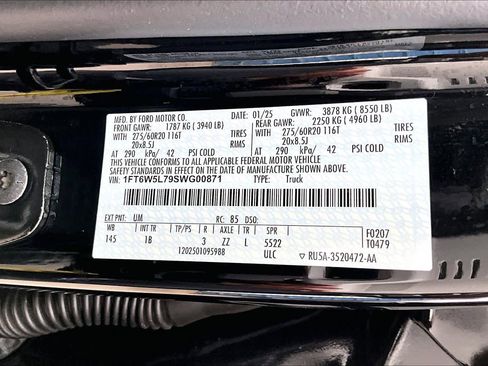 MFD. BY FORD MOTOR CO.
01/25 GVWR: 3878 KG ( 8550 LB)
FRONT GAWR: 1787 KG ( 3940 LB)
REAR GAWR: 2250 KG ( 4960 LB)
275/60R20 116T TIRES 275/60R20 116T TIRES
20x8.5J RIMS 20x8.5J RIMS
AT 290 kPa/ 42 PSI COLD AT 290 kPa/ 42 PSI COLD
THIS VEHICLE CONFORMS TO ALL APPLICABLE FEDERAL MOTOR VEHICLE
SAFETY STANDARDS IN EFFECT ON THE DATE OF MANUFACTURE SHOWN ABOVE.
VIN: 1FT6W5L79SWG00871 TYPE: Truck
EXT PNT: UM RC: 85 DSO:
WB INT TR TP/PS R AX TR SPR F0207
145 1B 3 ZZ L 5522 T0479
1202501095988 ULC RU5A-3520472-AA